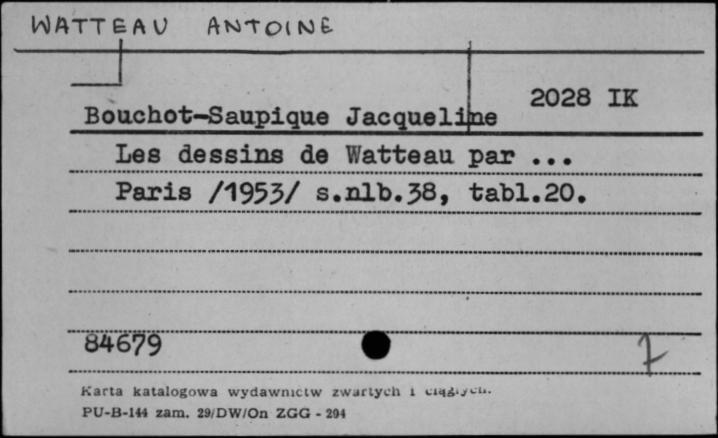 WATTEAU ANTOINE
2028 IK
Bouchot-Saupique Jacqueline
Les dessins de Watteau par ...
Paris /1953/ s.nlb.38, tabl.20.
84679
7
Karta katalogowa wydawnictw zwartych i ciągłych.
PU-B-144 zam. 29/DW/On ZGG - 294